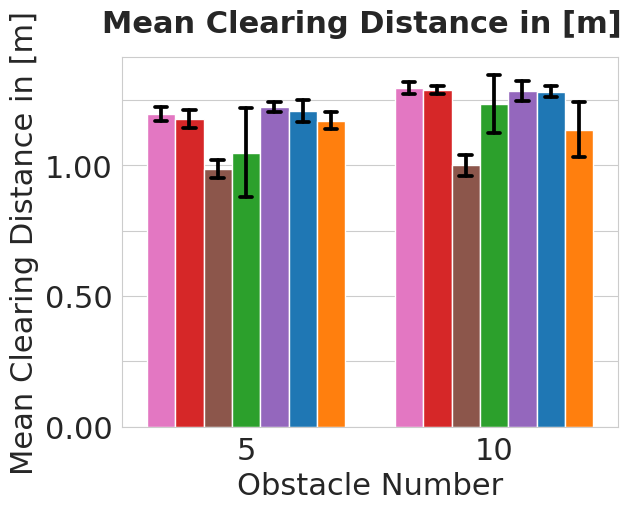 Mean Clearing Distance in [m]
Mean Clearing Distance in [m]
1.00
0.50
0.00
5
10
Obstacle Number